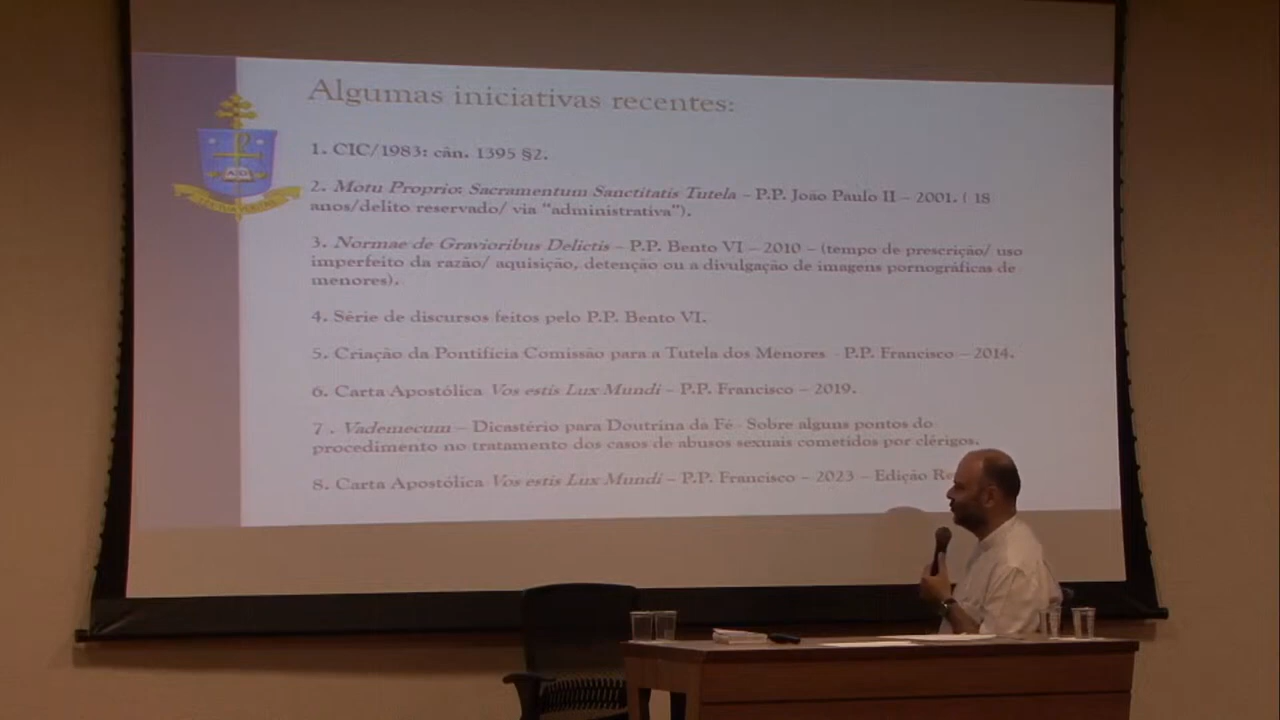 Algumas iniciativas recentes:
1. CIC/1983: cân. 1395 §2.
2. Motu Proprio: Sacramentum Sanctitatis Tutela – P.P. João Paulo II – 2001. ( 18
anos/delito reservado/ via "administrativa").
3. Normae de Gravioribus Delictis – P.P. Bento VI – 2010 – (tempo de prescrição/ uso
imperfeito da razão/ aquisição, detenção ou a divulgação de imagens pornográficas de
menores).
4. Série de discursos feitos pelo P.P. Bento VI.
5. Criação da Pontifícia Comissão para a Tutela dos Menores - P.P. Francisco – 2014.
6. Carta Apostólica Vos estis Lux Mundi – P.P. Francisco – 2019.
7 . Vademecum – Dicastério para Doutrina da Fé - Sobre alguns pontos do
procedimento no tratamento dos casos de abusos sexuais cometidos por clérigos.
8. Carta Apostólica Vos estis Lux Mundi – P.P. Francisco – 2023 – Edição